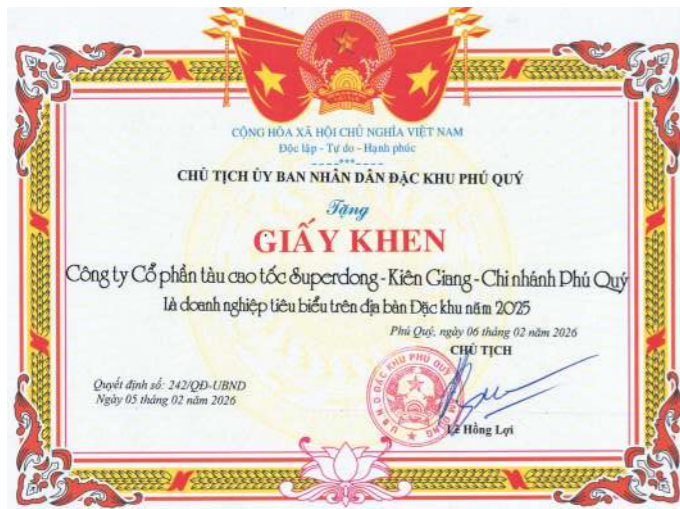 CỘNG HÒA XÃ HỘI CHỦ NGHĨA VIỆT NAM
Độc lập - Tự do - Hạnh phúc
----***----
CHỦ TỊCH ỦY BAN NHÂN DÂN ĐẶC KHU PHÚ QUÝ
Tặng
GIẤY KHEN
Công ty Cổ phần tàu cao tốc Superdong - Kiên Giang - Chi nhánh Phú Quý
Là doanh nghiệp tiêu biểu trên địa bàn Đặc khu năm 2025
Phú Quý, ngày 06 tháng 02 năm 2026
CHỦ TỊCH
Quyết định số: 242/QĐ-UBND
Ngày 05 tháng 02 năm 2026
U.B.N.D ĐẶC KHU PHÚ QUÝ
Lê Hồng Lợi